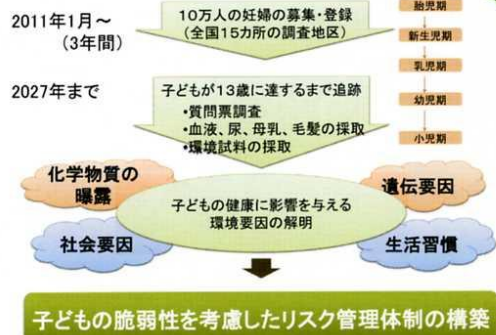 2011年1月～
(3年間)
10万人の妊婦の募集・登録
(全国15カ所の調査地区)
胎児期
新生児期
乳児期
幼児期
小児期
2027年まで
子どもが13歳に達するまで追跡
・質問票調査
・血液、尿、母乳、毛髪の採取
・環境試料の採取
化学物質の
曝露
遺伝要因
子どもの健康に影響を与える
環境要因の解明
社会要因
生活習慣
子どもの脆弱性を考慮したリスク管理体制の構築